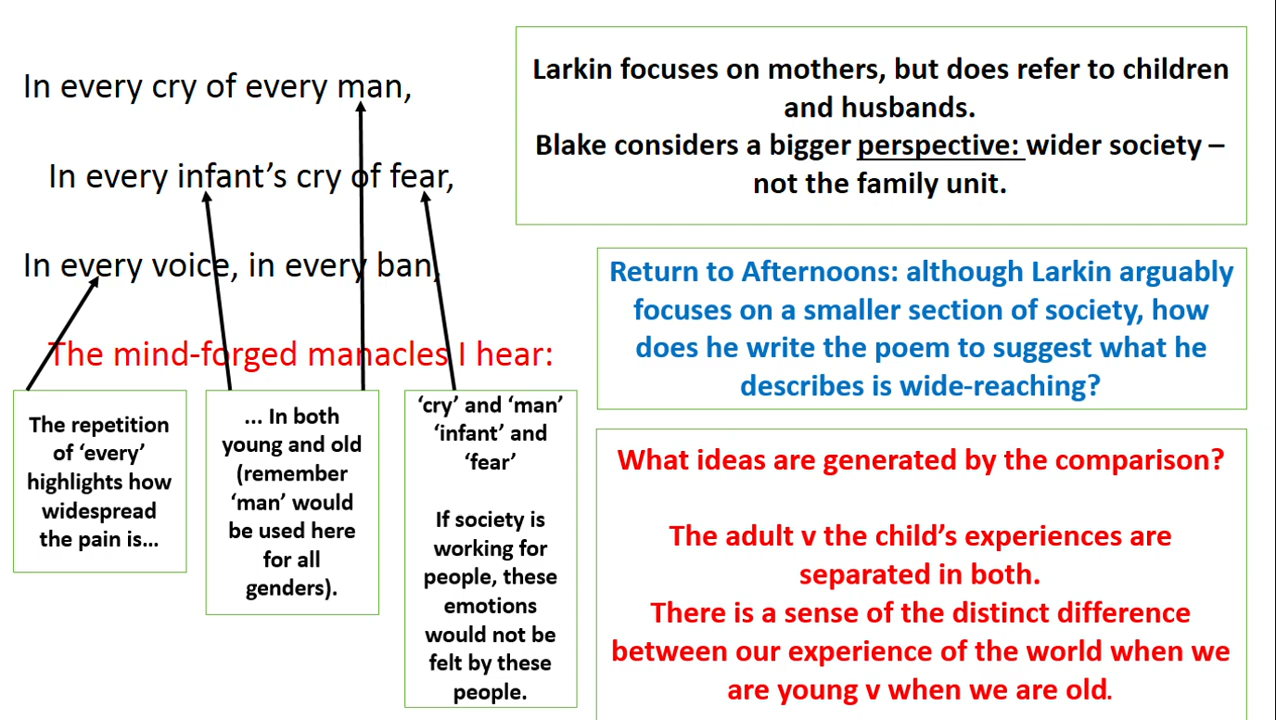 In every cry of every man,
In every infant's cry of fear,
In every voice, in every ban,
The mind-forged manacles I hear:
The repetition
of ‘every’
highlights how
widespread
the pain is...
... In both
young and old
(remember
‘man’ would
be used here
for all
genders).
‘cry’ and ‘man’
‘infant’ and
‘fear’
If society is
working for
people, these
emotions
would not be
felt by these
people.
Larkin focuses on mothers, but does refer to children
and husbands.
Blake considers a bigger perspective: wider society –
not the family unit.
Return to Afternoons: although Larkin arguably
focuses on a smaller section of society, how
does he write the poem to suggest what he
describes is wide-reaching?
What ideas are generated by the comparison?
The adult v the child’s experiences are
separated in both.
There is a sense of the distinct difference
between our experience of the world when we
are young v when we are old.